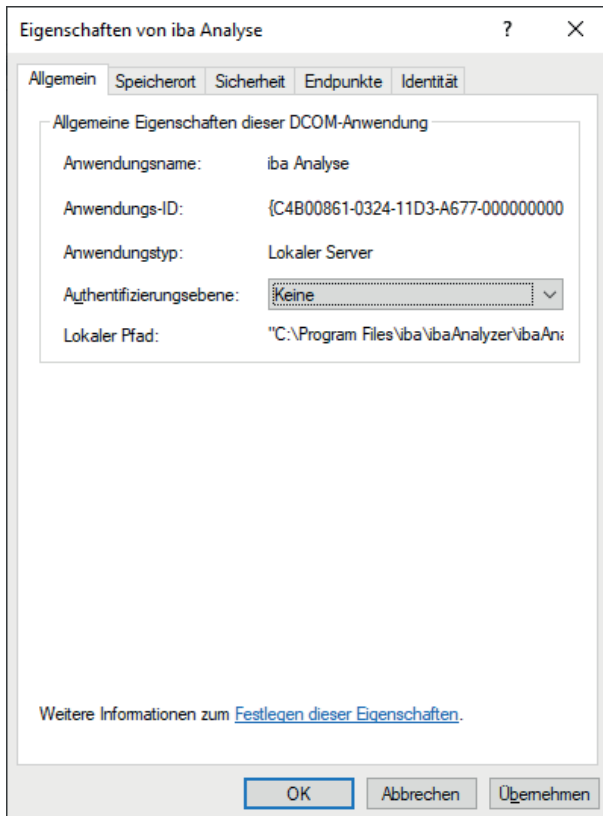 Eigenschaften von iba Analyse
Allgemein Speicherort Sicherheit Endpunkte Identität
Allgemeine Eigenschaften dieser DCOM-Anwendung
Anwendungsname: iba Analyse
Anwendungs-ID: {C4B00861-0324-11D3-A677-000000000
Anwendungstyp: Lokaler Server
Authentifizierungsebene: Keine
Lokaler Pfad: "C:\Program Files\iba\ibaAnalyzer\ibaAna
Weitere Informationen zum Festlegen dieser Eigenschaften.
OK Abbrechen Übernehmen